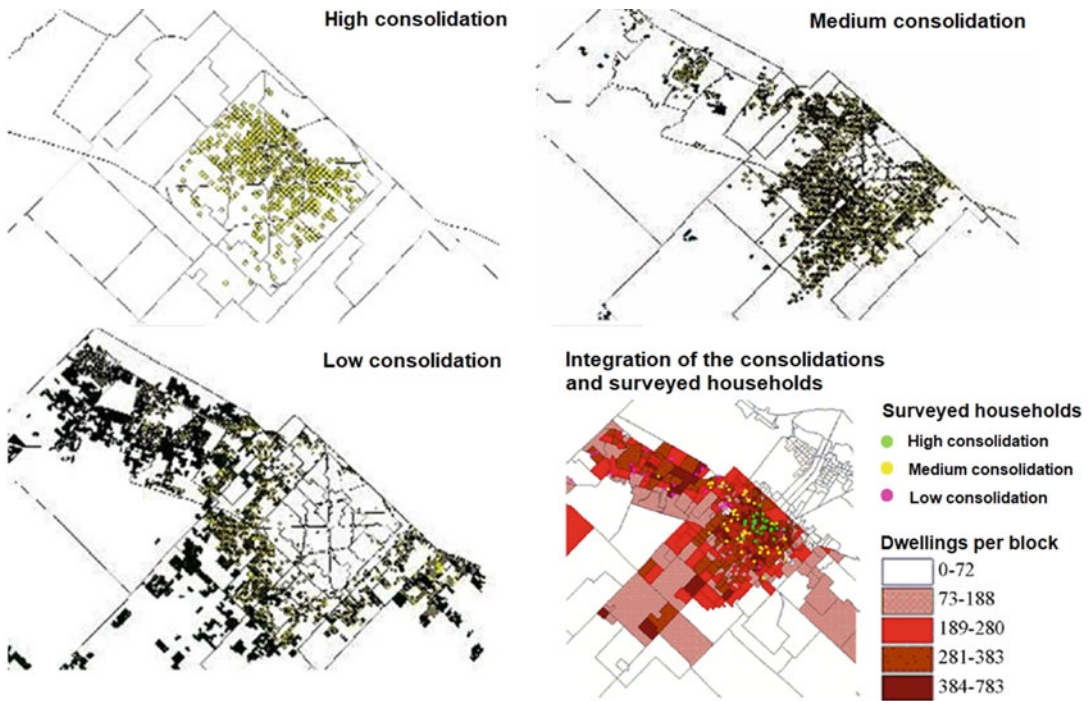 High consolidation
Medium consolidation
Low consolidation
Integration of the consolidations
and surveyed households
Surveyed households
High consolidation
Medium consolidation
Low consolidation
Dwellings per block
0-72
73-188
189-280
281-383
384-783